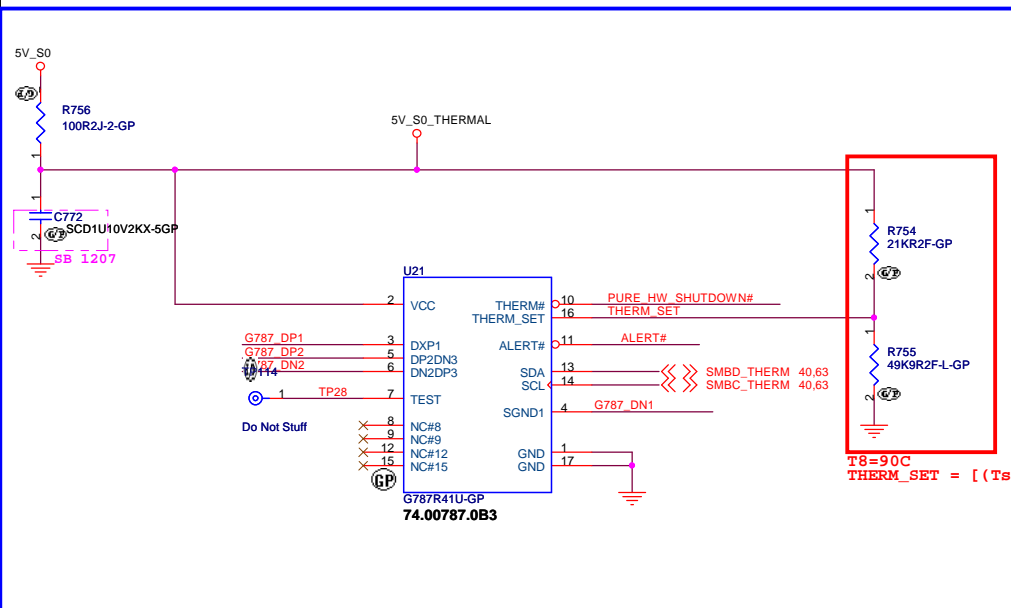 5V_S0
R756
100R2J-2-GP
1
5V_S0_THERMAL
1
C772
SCD1U10V2KX-5GP
2
SB 1207
1
R754
21KR2F-GP
2
U21
2
VCC
THERM#
10
PURE_HW_SHUTDOWN#
THERM_SET
16
THERM_SET
G787_DP1
3
DXP1
ALERT#
11
ALERT#
1
R755
49K9R2F-L-GP
2
G787_DP2
5
DP2DN3
6
DN2DP3
SDA
13
SMBD_THERM 40,63
SCL
14
SMBC_THERM 40,63
1
TP28
7
TEST
SGND1
4
G787_DN1
Do Not Stuff
8
NC#8
9
NC#9
12
NC#12
GND
1
15
NC#15
GND
17
GP
G787R41U-GP
74.00787.0B3
T8=90C
THERM_SET = [(Ts